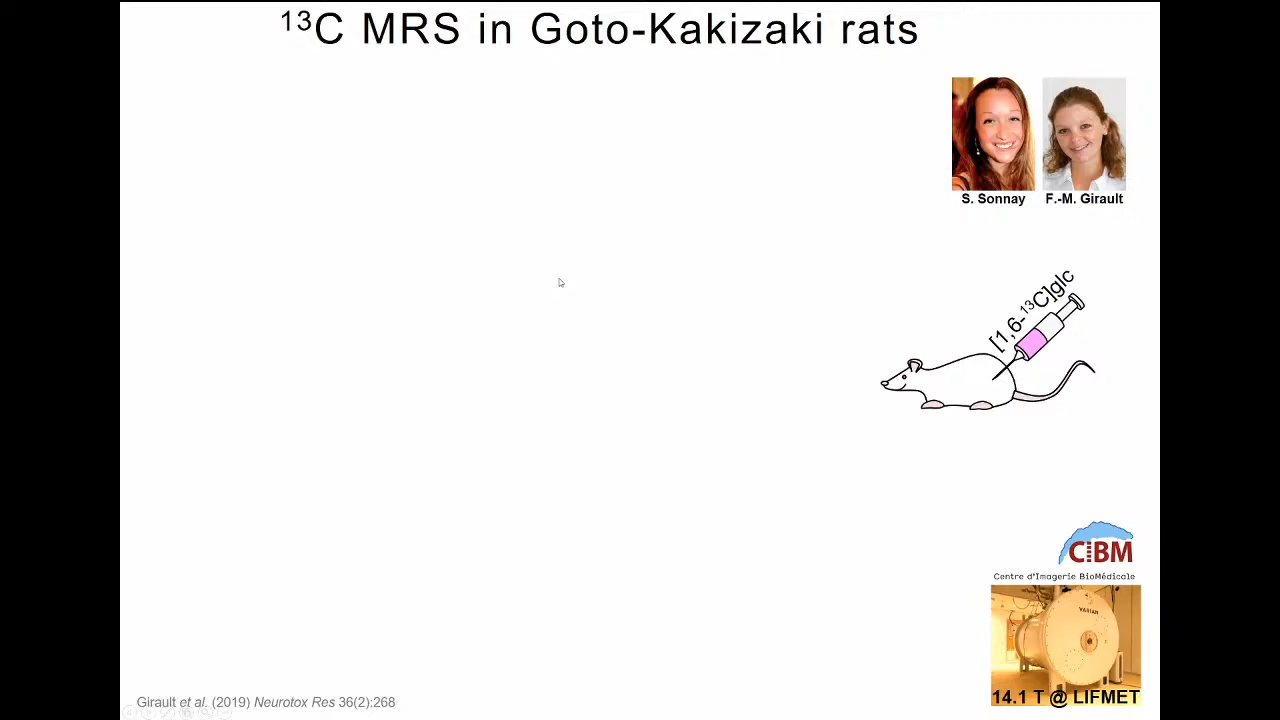 ¹³C MRS in Goto-Kakizaki rats
S. Sonnay
F.-M. Girault
[1,6-¹³C]glc
CiBM
Centre d'Imagerie BioMédicale
VARIAN
14.1 T @ LIFMET
Girault et al. (2019) Neurotox Res 36(2):268